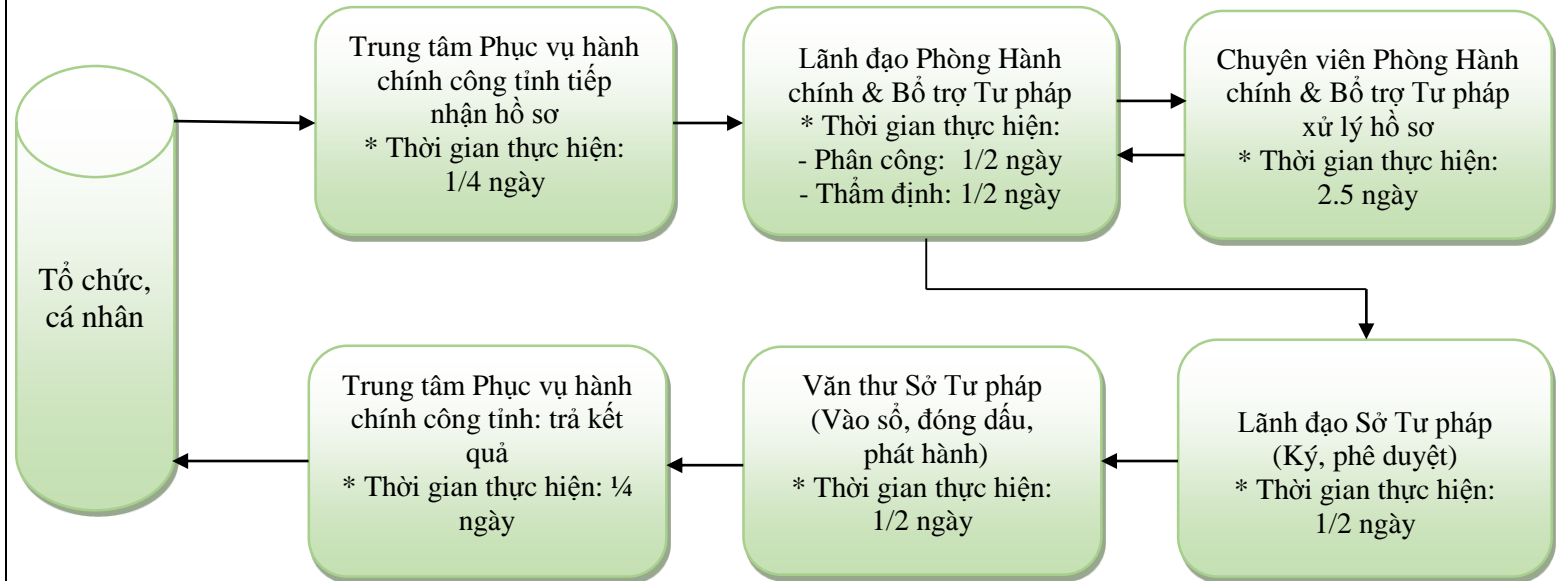 Tổ chức,
cá nhân
Trung tâm Phục vụ hành
chính công tỉnh tiếp
nhận hồ sơ
* Thời gian thực hiện:
1/4 ngày
Lãnh đạo Phòng Hành
chính & Bổ trợ Tư pháp
* Thời gian thực hiện:
- Phân công: 1/2 ngày
- Thẩm định: 1/2 ngày
Chuyên viên Phòng Hành
chính & Bổ trợ Tư pháp
xử lý hồ sơ
* Thời gian thực hiện:
2.5 ngày
Lãnh đạo Sở Tư pháp
(Ký, phê duyệt)
* Thời gian thực hiện:
1/2 ngày
Văn thư Sở Tư pháp
(Vào sổ, đóng dấu,
phát hành)
* Thời gian thực hiện:
1/2 ngày
Trung tâm Phục vụ hành
chính công tỉnh: trả kết
quả
* Thời gian thực hiện: ¼
ngày